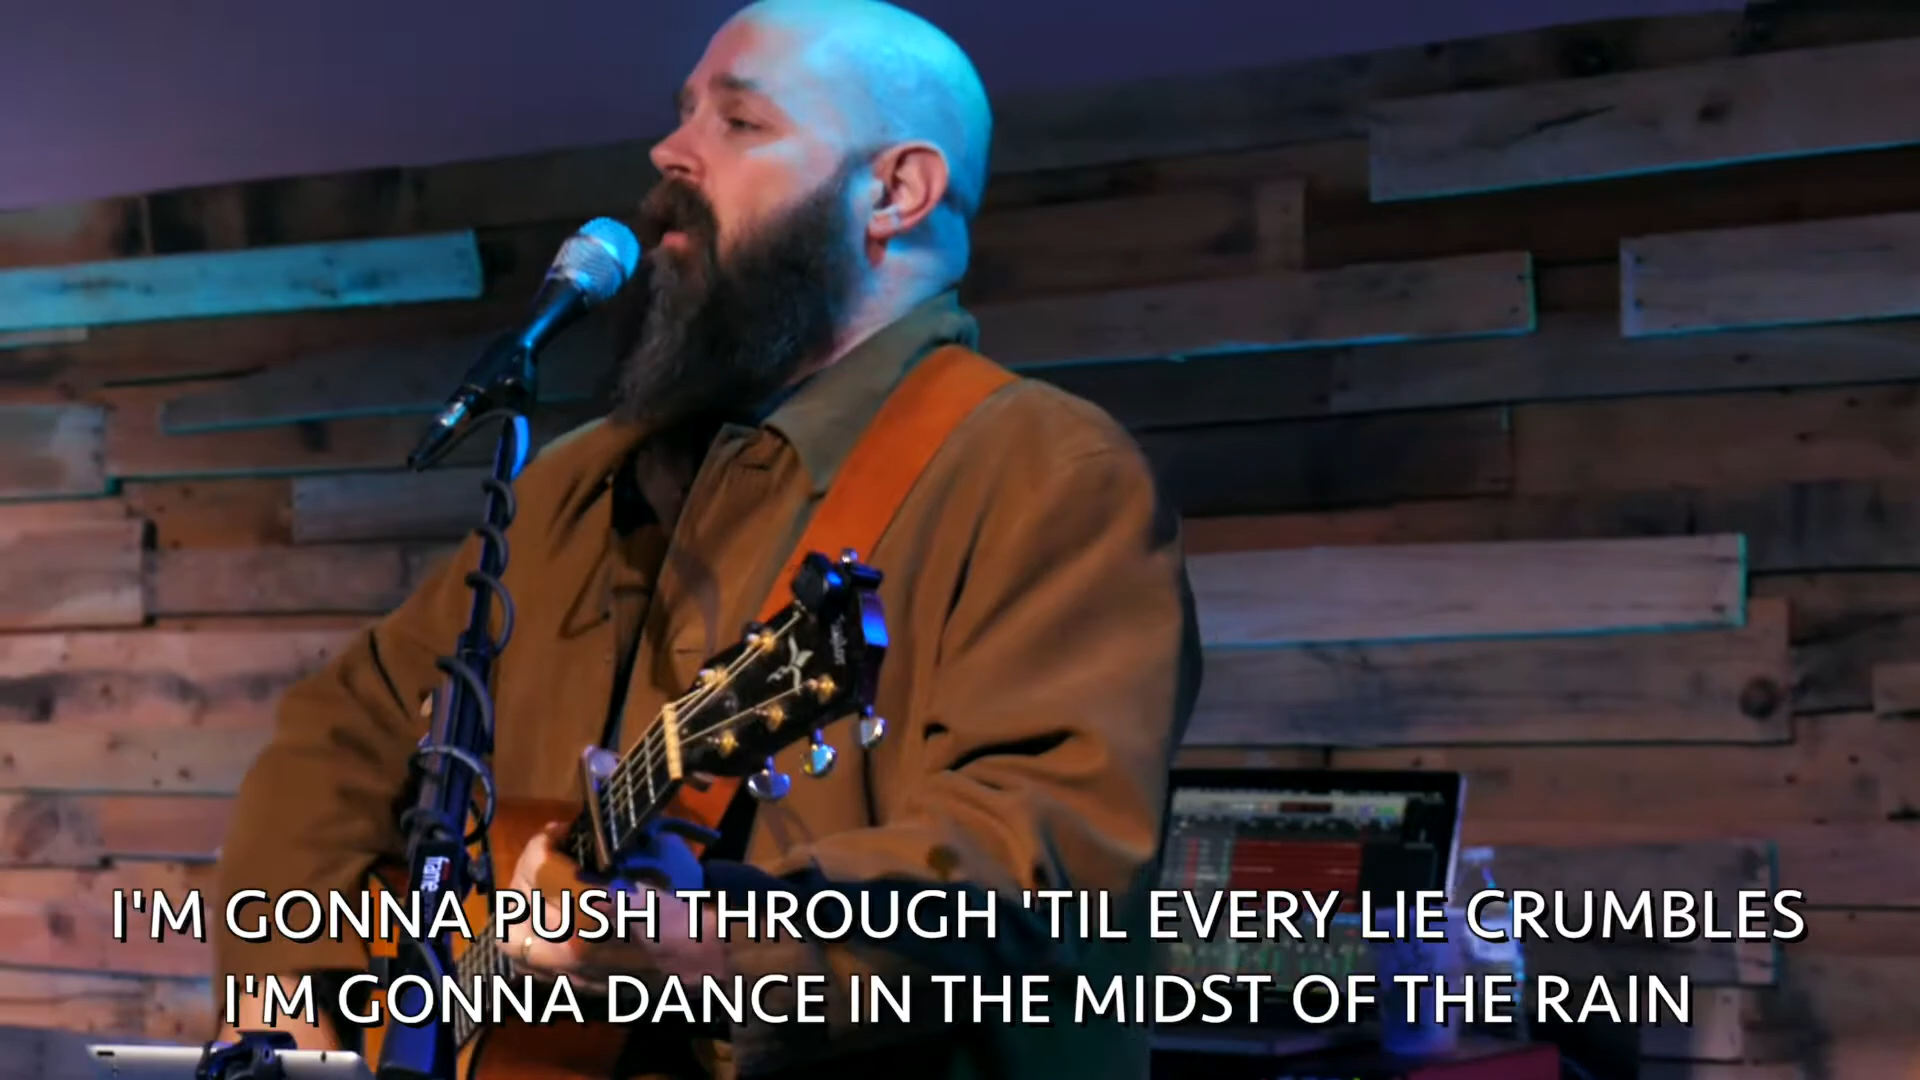 I'M GONNA PUSH THROUGH 'TIL EVERY LIE CRUMBLES
I'M GONNA DANCE IN THE MIDST OF THE RAIN